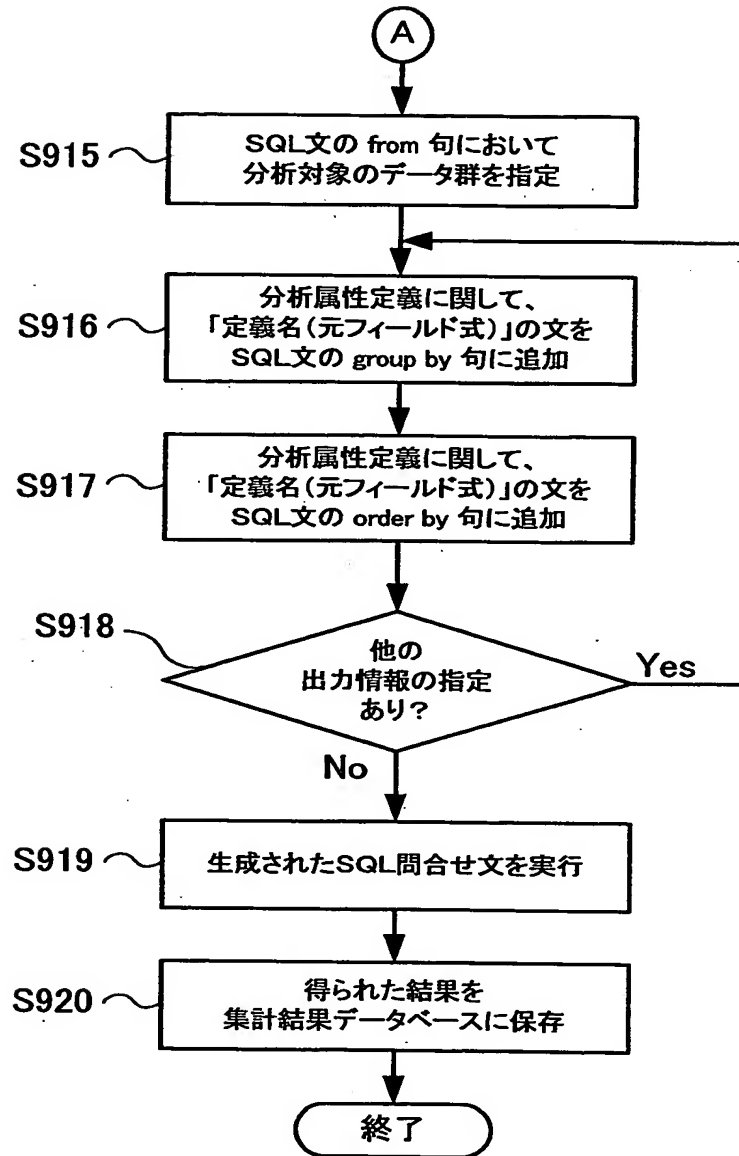 A
S915
SQL文の from 句において
分析対象のデータ群を指定
S916
分析属性定義に関して、
「定義名(元フィールド式)」の文を
SQL文の group by 句に追加
S917
分析属性定義に関して、
「定義名(元フィールド式)」の文を
SQL文の order by 句に追加
S918
他の
出力情報の指定
あり?
Yes
No
S919
生成されたSQL問合せ文を実行
S920
得られた結果を
集計結果データベースに保存
終了